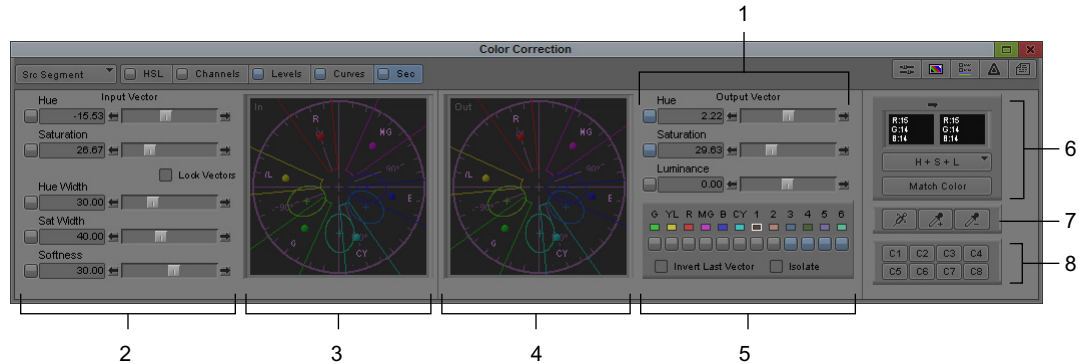 1
Color Correction
Src Segment HSL Channels Levels Curves Sec
Input Vector
Hue
-15.53
Saturation
26.67
Lock Vectors
Hue Width
30.00
Sat Width
40.00
Softness
30.00
In
R
MG
YL
90°
-90°
B
G
CY
Out
R
MG
YL
90°
-90°
B
G
CY
Output Vector
Hue
2.22
Saturation
29.63
Luminance
0.00
G YL R MG B CY 1 2 3 4 5 6
Invert Last Vector Isolate
R:15 R:15
G:14 G:14
B:14 B:14
H + S + L
Match Color
C1 C2 C3 C4
C5 C6 C7 C8
6
7
8
2 3 4 5